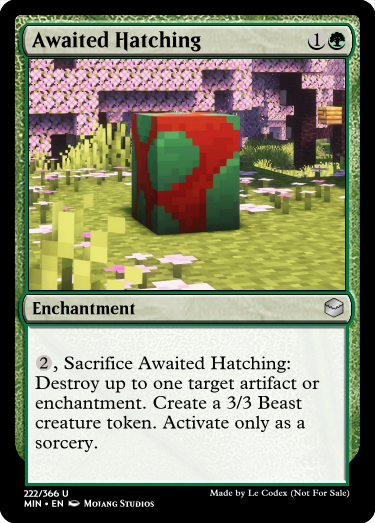 Awaited Hatching 1
Enchantment
2, Sacrifice Awaited Hatching:
Destroy up to one target artifact or
enchantment. Create a 3/3 Beast
creature token. Activate only as a
sorcery.
222/366 U
MIN • EN Mojang Studios
Made by Le Codex (Not For Sale)